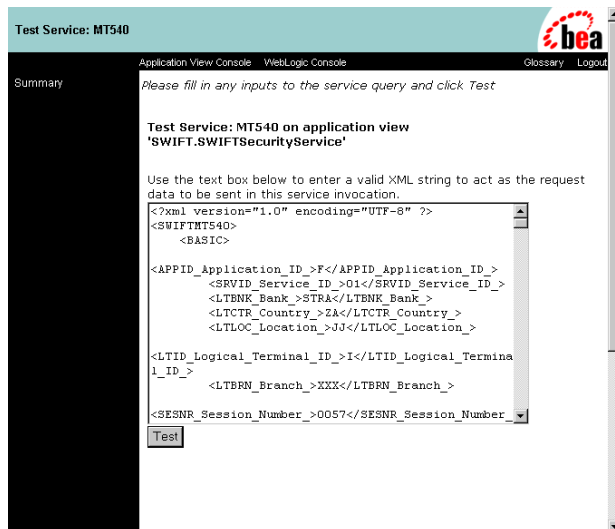 Test Service: MT540
bea
Application View Console WebLogic Console Glossary Logout
Summary
Please fill in any inputs to the service query and click Test
Test Service: MT540 on application view
'SWIFT.SWIFTSecurityService'
Use the text box below to enter a valid XML string to act as the request
data to be sent in this service invocation.
<?xml version="1.0" encoding="UTF-8" ?>
<SWIFTMT540>
<BASIC>
<APPID_Application_ID_>F</APPID_Application_ID_>
<SRVID_Service_ID_>01</SRVID_Service_ID_>
<LTBNK_Bank_>STRA</LTBNK_Bank_>
<LTCTR_Country_>ZA</LTCTR_Country_>
<LTLOC_Location_>JJ</LTLOC_Location_>
<LTID_Logical_Terminal_ID_>I</LTID_Logical_Termina
l_ID_>
<LTBRN_Branch_>XXX</LTBRN_Branch_>
<SESNR_Session_Number_>0057</SESNR_Session_Number_
Test